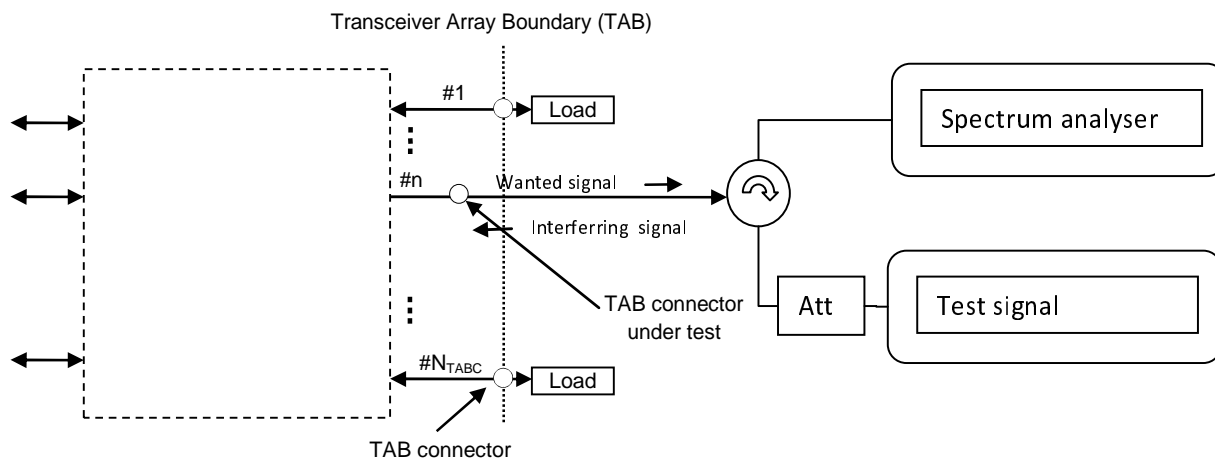 Transceiver Array Boundary (TAB)
#1
Load
Spectrum analyser
#n
Wanted signal
Interferring signal
TAB connector
under test
Att
Test signal
#NTABC
Load
TAB connector